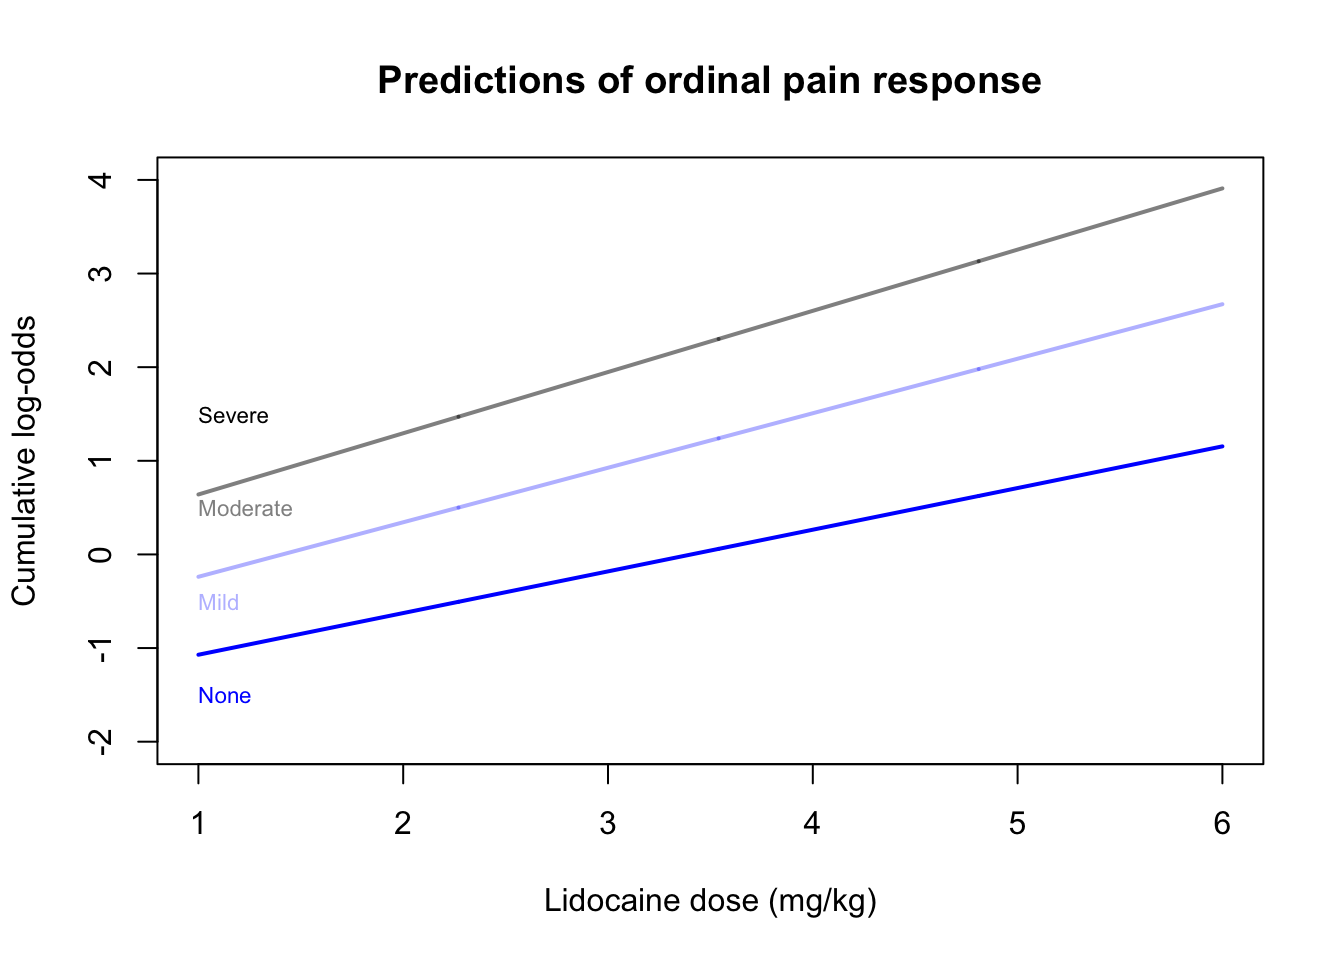 Predictions of ordinal pain response
Cumulative log-odds
4
3
2
1
0
-1
-2
Severe
Moderate
Mild
None
1 2 3 4 5 6
Lidocaine dose (mg/kg)